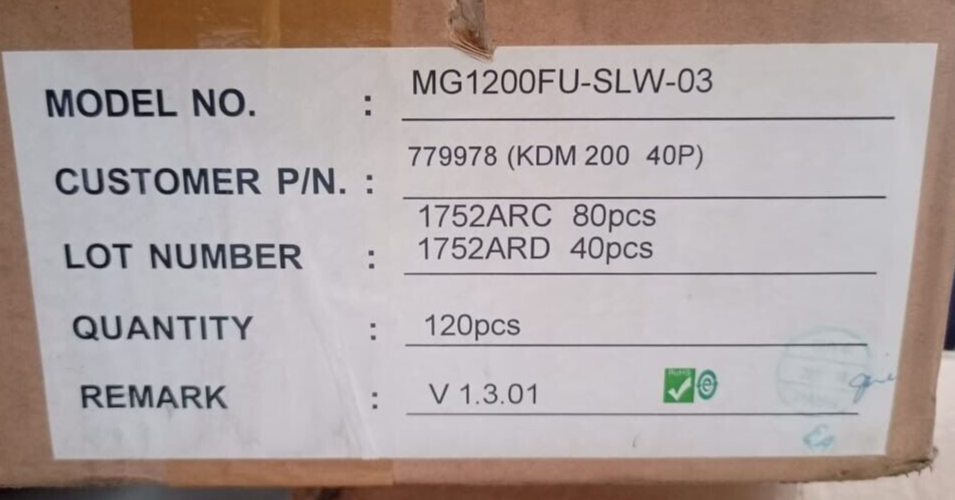 MODEL NO. : MG1200FU-SLW-03
CUSTOMER P/N. : 779978 (KDM 200 40P)
LOT NUMBER : 1752ARC 80pcs
1752ARD 40pcs
QUANTITY : 120pcs
REMARK : V 1.3.01
RoHS